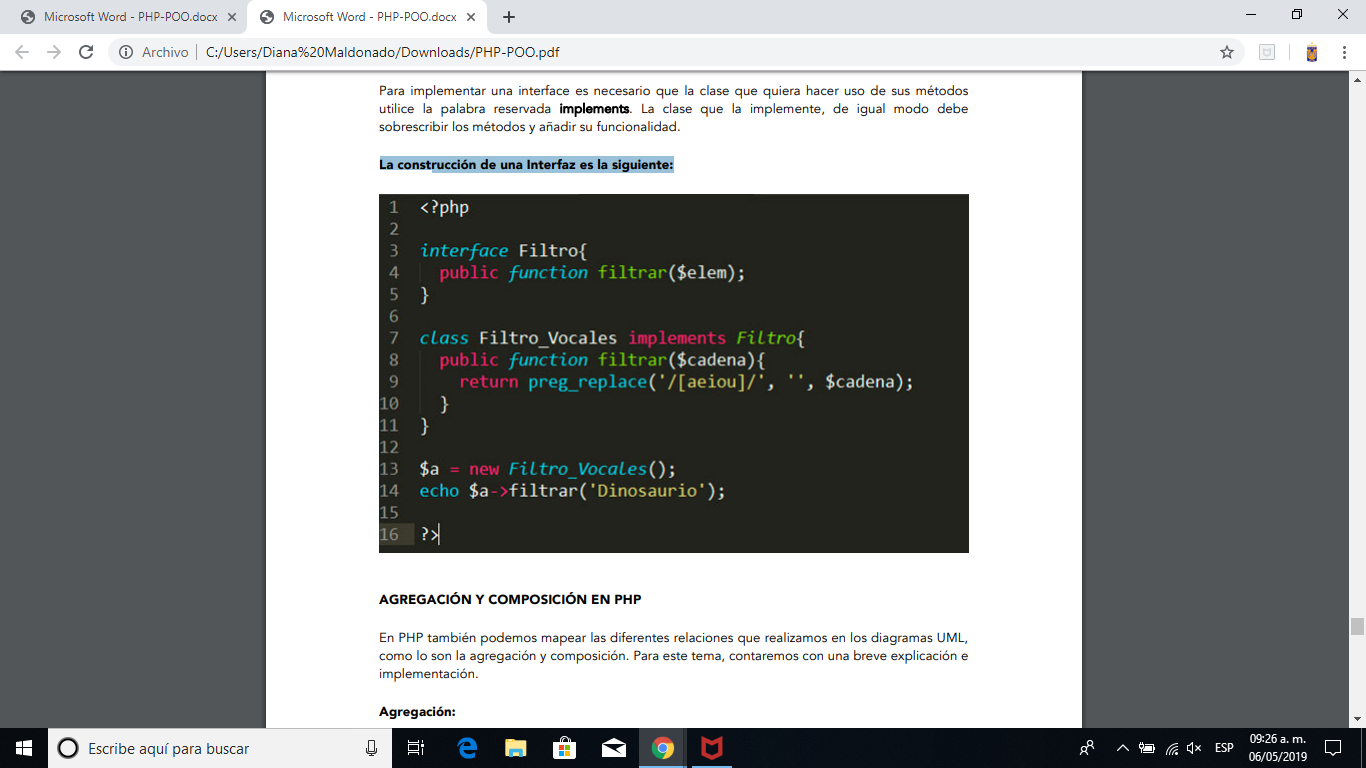 Microsoft Word - PHP-POO.docx
Microsoft Word - PHP-POO.docx
Archivo
C:/Users/Diana%20Maldonado/Downloads/PHP-POO.pdf
Para implementar una interface es necesario que la clase que quiera hacer uso de sus métodos
utilice la palabra reservada implements. La clase que la implemente, de igual modo debe
sobrescribir los métodos y añadir su funcionalidad.
La construcción de una Interfaz es la siguiente:
1 <?php
2
3 interface Filtro{
4 public function filtrar($elem);
5 }
6
7 class Filtro_Vocales implements Filtro{
8 public function filtrar($cadena){
9 return preg_replace('/[aeiou]/', '', $cadena);
10 }
11 }
12
13 $a = new Filtro_Vocales();
14 echo $a->filtrar('Dinosaurio');
15
16 ?>
AGREGACIÓN Y COMPOSICIÓN EN PHP
En PHP también podemos mapear las diferentes relaciones que realizamos en los diagramas UML,
como lo son la agregación y composición. Para este tema, contaremos con una breve explicación e
implementación.
Agregación:
Escribe aquí para buscar
ESP
09:26 a. m.
06/05/2019